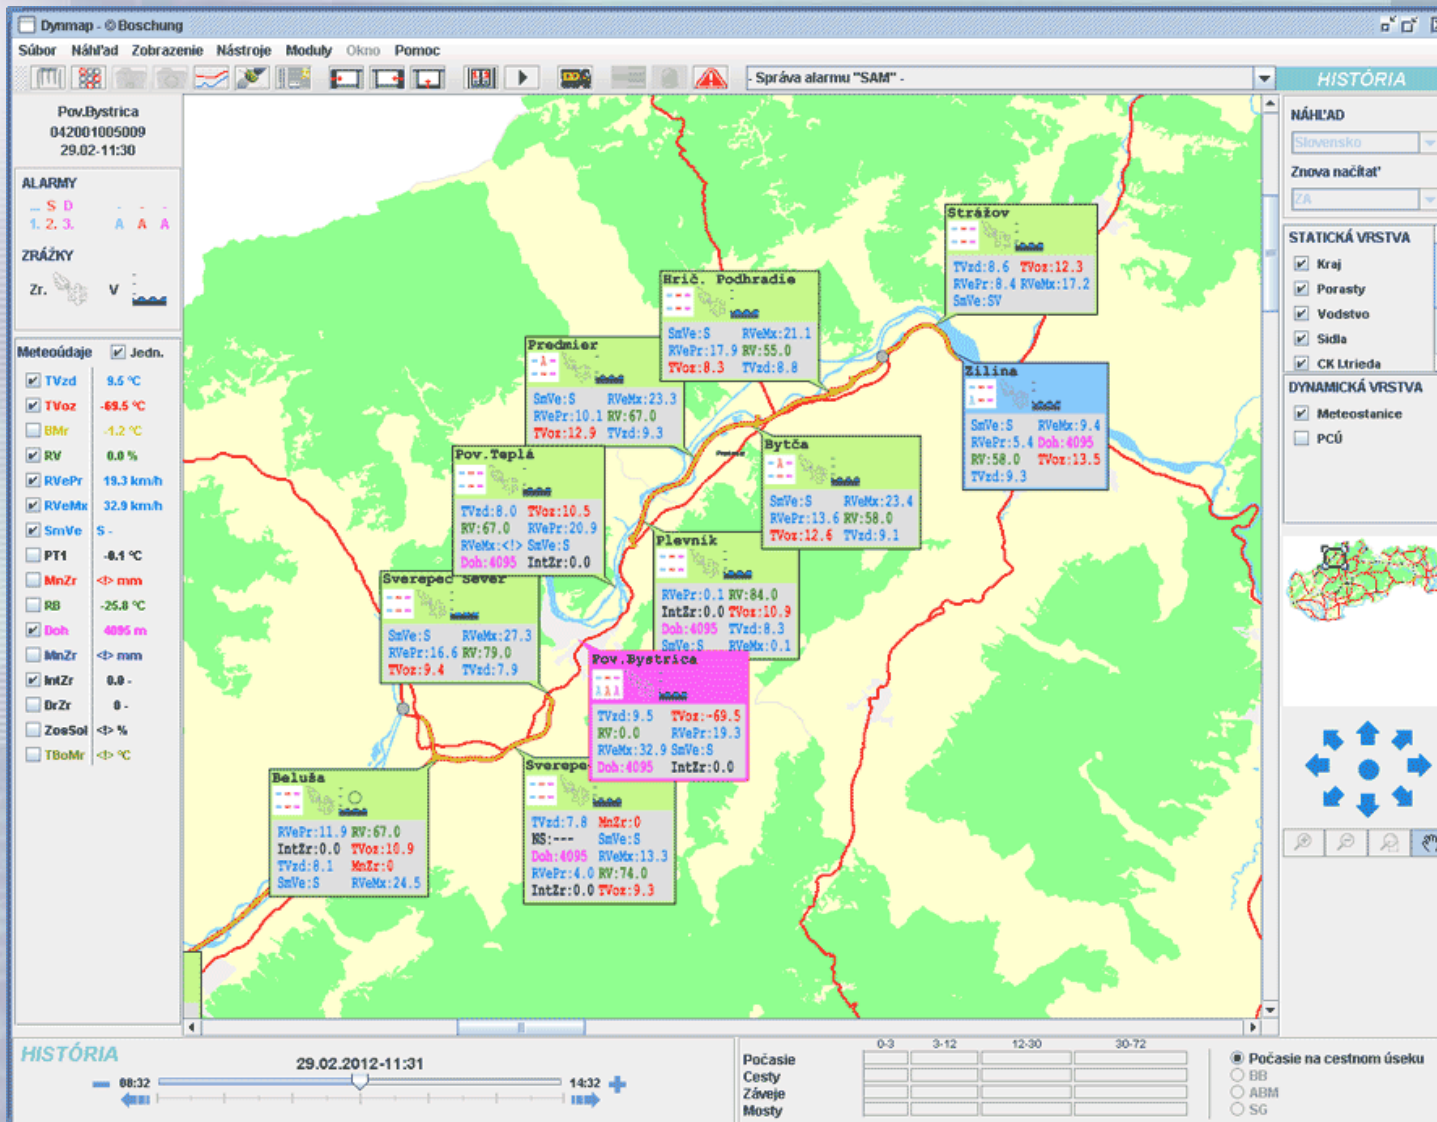 Dynmap - © Boschung
Súbor Náhľad Zobrazenie Nástroje Moduly Okno Pomoc
- Správa alarmu "SAM" -
HISTÓRIA
Pov.Bystrica
042001005009
29.02-11:30
ALARMY
... S D - - -
1. 2. 3. A A A
ZRÁŽKY
Zr. V
Meteoúdaje Jedn.
TVzd 9.5 °C
TVoz -69.5 °C
BMr -1.2 °C
RV 0.0 %
RVePr 19.3 km/h
RVeMx 32.9 km/h
SmVe S -
PT1 -0.1 °C
MnZr <!> mm
RB -25.8 °C
Doh 4095 m
MnZr <!> mm
IntZr 0.0 -
DrZr 0 -
ZosSol <!> %
TBoMr <!> °C
Strážov
TVzd:8.6 TVoz:12.3
RVePr:8.4 RVeMx:17.2
SmVe:SV
Hrič. Podhradie
SmVe:S RVeMx:21.1
RVePr:17.9 RV:55.0
TVoz:8.3 TVzd:8.8
Predmier
SmVe:S RVeMx:23.3
RVePr:10.1 RV:67.0
TVoz:12.9 TVzd:9.3
Žilina
SmVe:S RVeMx:9.4
RVePr:5.4 Doh:4095
RV:58.0 TVoz:13.5
TVzd:9.3
Bytča
SmVe:S RVeMx:23.4
RVePr:13.6 RV:58.0
TVoz:12.6 TVzd:9.1
Pov.Teplá
TVzd:8.0 TVoz:10.5
RV:67.0 RVePr:20.9
RVeMx:<!> SmVe:S
Doh:4095 IntZr:0.0
Plevník
RVePr:0.1 RV:84.0
IntZr:0.0 TVoz:10.9
Doh:4095 TVzd:8.3
SmVe:S RVeMx:0.1
Sverepec Sever
SmVe:S RVeMx:27.3
RVePr:16.6 RV:79.0
TVoz:9.4 TVzd:7.9
Pov.Bystrica
TVzd:9.5 TVoz:-69.5
RV:0.0 RVePr:19.3
RVeMx:32.9 SmVe:S
Doh:4095 IntZr:0.0
Beluša
RVePr:11.9 RV:67.0
IntZr:0.0 TVoz:10.9
TVzd:8.1 MnZr:0
SmVe:S RVeMx:24.5
Sverepe
TVzd:7.8 MnZr:0
NS:--- SmVe:S
Doh:4095 RVeMx:13.3
RVePr:4.0 RV:74.0
IntZr:0.0 TVoz:9.3
NÁHĽAD
Slovensko
Znova načítať
ZA
STATICKÁ VRSTVA
Kraj
Porasty
Vodstvo
Sidla
CK I.trieda
DYNAMICKÁ VRSTVA
Meteostanice
PCÚ
HISTÓRIA
29.02.2012-11:31
08:32 14:32
0-3 3-12 12-30 30-72
Počasie
Cesty
Záveje
Mosty
Počasie na cestnom úseku
BB
ABM
SG